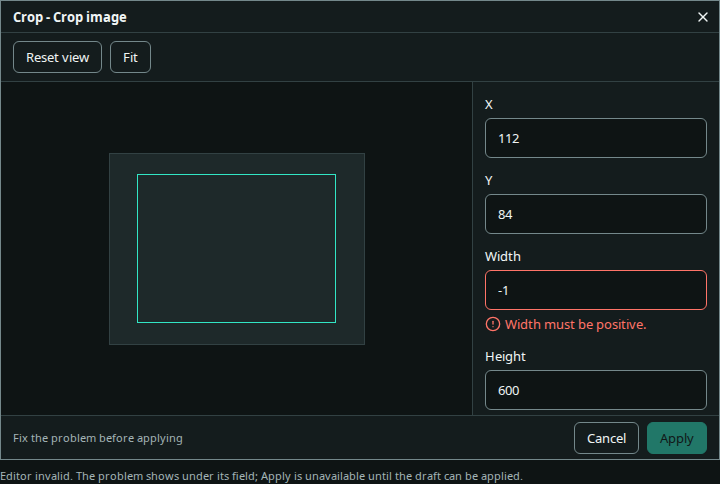 Crop - Crop image
Reset view
Fit
X
112
Y
84
Width
-1
Width must be positive.
Height
600
Fix the problem before applying
Cancel
Apply
Editor invalid. The problem shows under its field; Apply is unavailable until the draft can be applied.